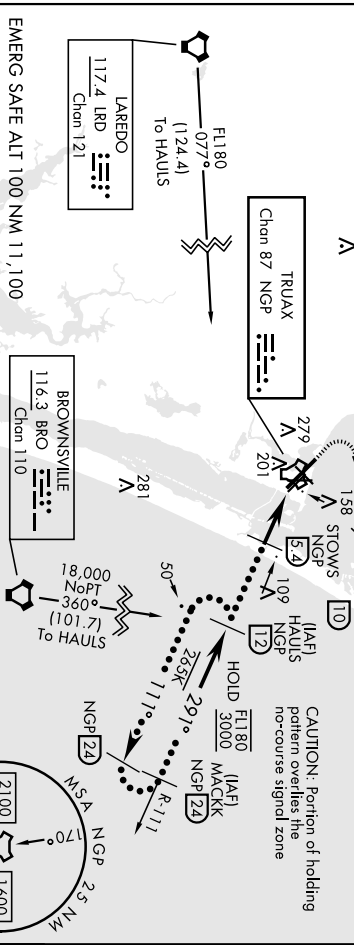 EMERG SAFE ALT 100 NM 11,100
LAREDO
117.4 LRD
Chan 121
FL180
077°
(124.4)
To HAULS
TRUAX
Chan 87 NGP
BROWNSVILLE
116.3 BRO
Chan 110
18,000
NoPT
360°
(101.7)
To HAULS
279
201
158
281
109
50
STOWS
NGP
5.4
10
(IAF)
HAULS
NGP
12
HOLD
FL180
3000
(IAF)
MACKK
NGP 24
291°
265K
111°
NGP 24
R-111
CAUTION: Portion of holding
pattern overlies the
no-course signal zone
MSA NGP 25 NM
170°
2100
1600